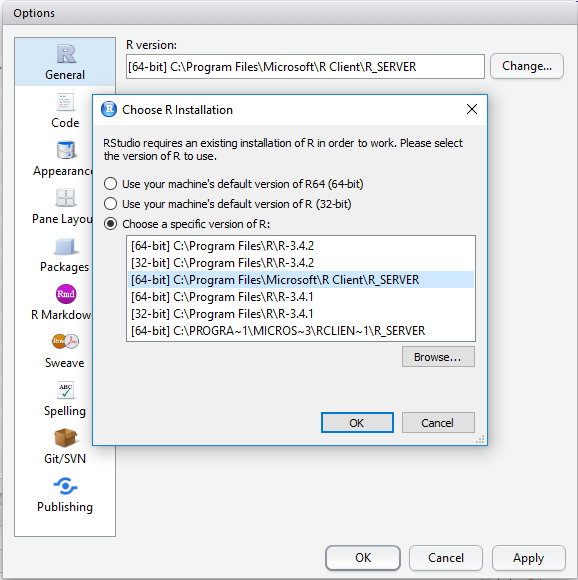 Options
General
Code
Appearanc
Pane Layou
Packages
Rmd
R Markdow
Sweave
ABC
Spelling
Git/SVN
Publishing
R version:
[64-bit] C:\Program Files\Microsoft\R Client\R_SERVER
Change...
R Choose R Installation
RStudio requires an existing installation of R in order to work. Please select
the version of R to use.
Use your machine's default version of R64 (64-bit)
Use your machine's default version of R (32-bit)
Choose a specific version of R:
[64-bit] C:\Program Files\R\R-3.4.2
[32-bit] C:\Program Files\R\R-3.4.2
[64-bit] C:\Program Files\Microsoft\R Client\R_SERVER
[64-bit] C:\Program Files\R\R-3.4.1
[32-bit] C:\Program Files\R\R-3.4.1
[64-bit] C:\PROGRA~1\MICROS~3\RCLIEN~1\R_SERVER
Browse...
OK Cancel
OK Cancel Apply